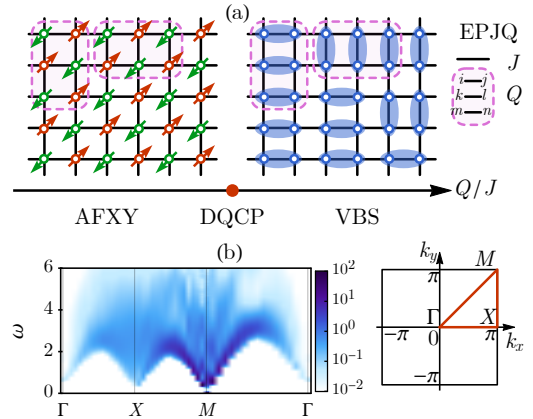 (a)
EPJQ
J
i j
k l
m n
Q
Q/J
AFXY DQCP VBS
(b)
6
4
2
0
ω
Γ X M Γ
10^2
10^1
10^0
10^-1
10^-2
k_y M
π
Γ X
-π 0 π k_x
-π